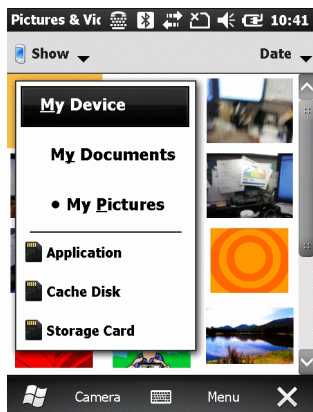 Pictures & Vic
10:41
Show
Date
My Device
My Documents
• My Pictures
Application
Cache Disk
Storage Card
Camera
Menu